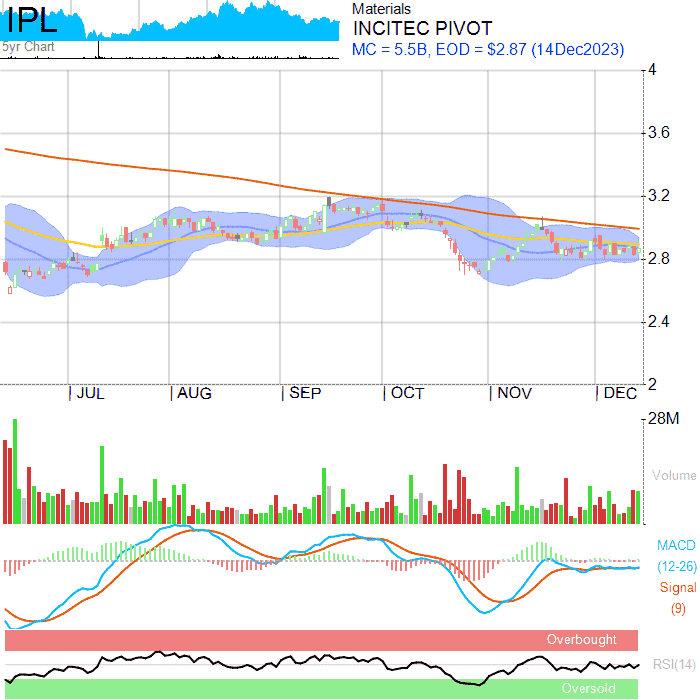 IPL
5yr Chart
Materials
INCITEC PIVOT
MC = 5.5B, EOD = $2.87 (14Dec2023)
4
3.6
3.2
2.8
2.4
2
JUL AUG SEP OCT NOV DEC
28M
Volume
MACD
(12-26)
Signal
(9)
Overbought
RSI(14)
Oversold